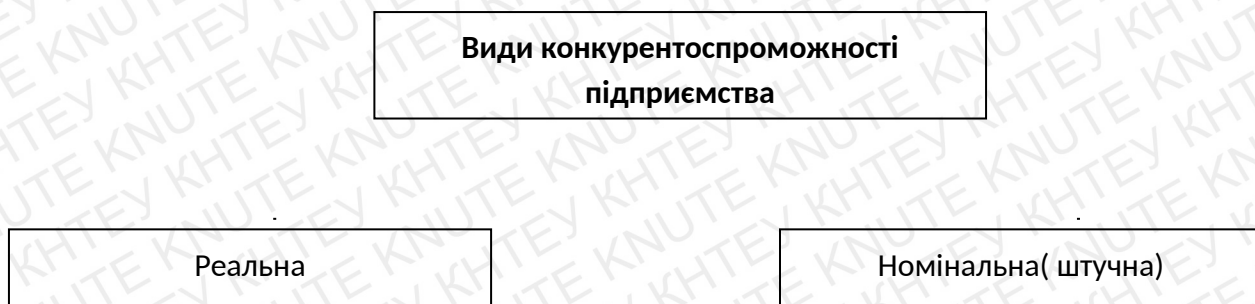 Види конкурентоспроможності
підприємства
Реальна
Номінальна( штучна)